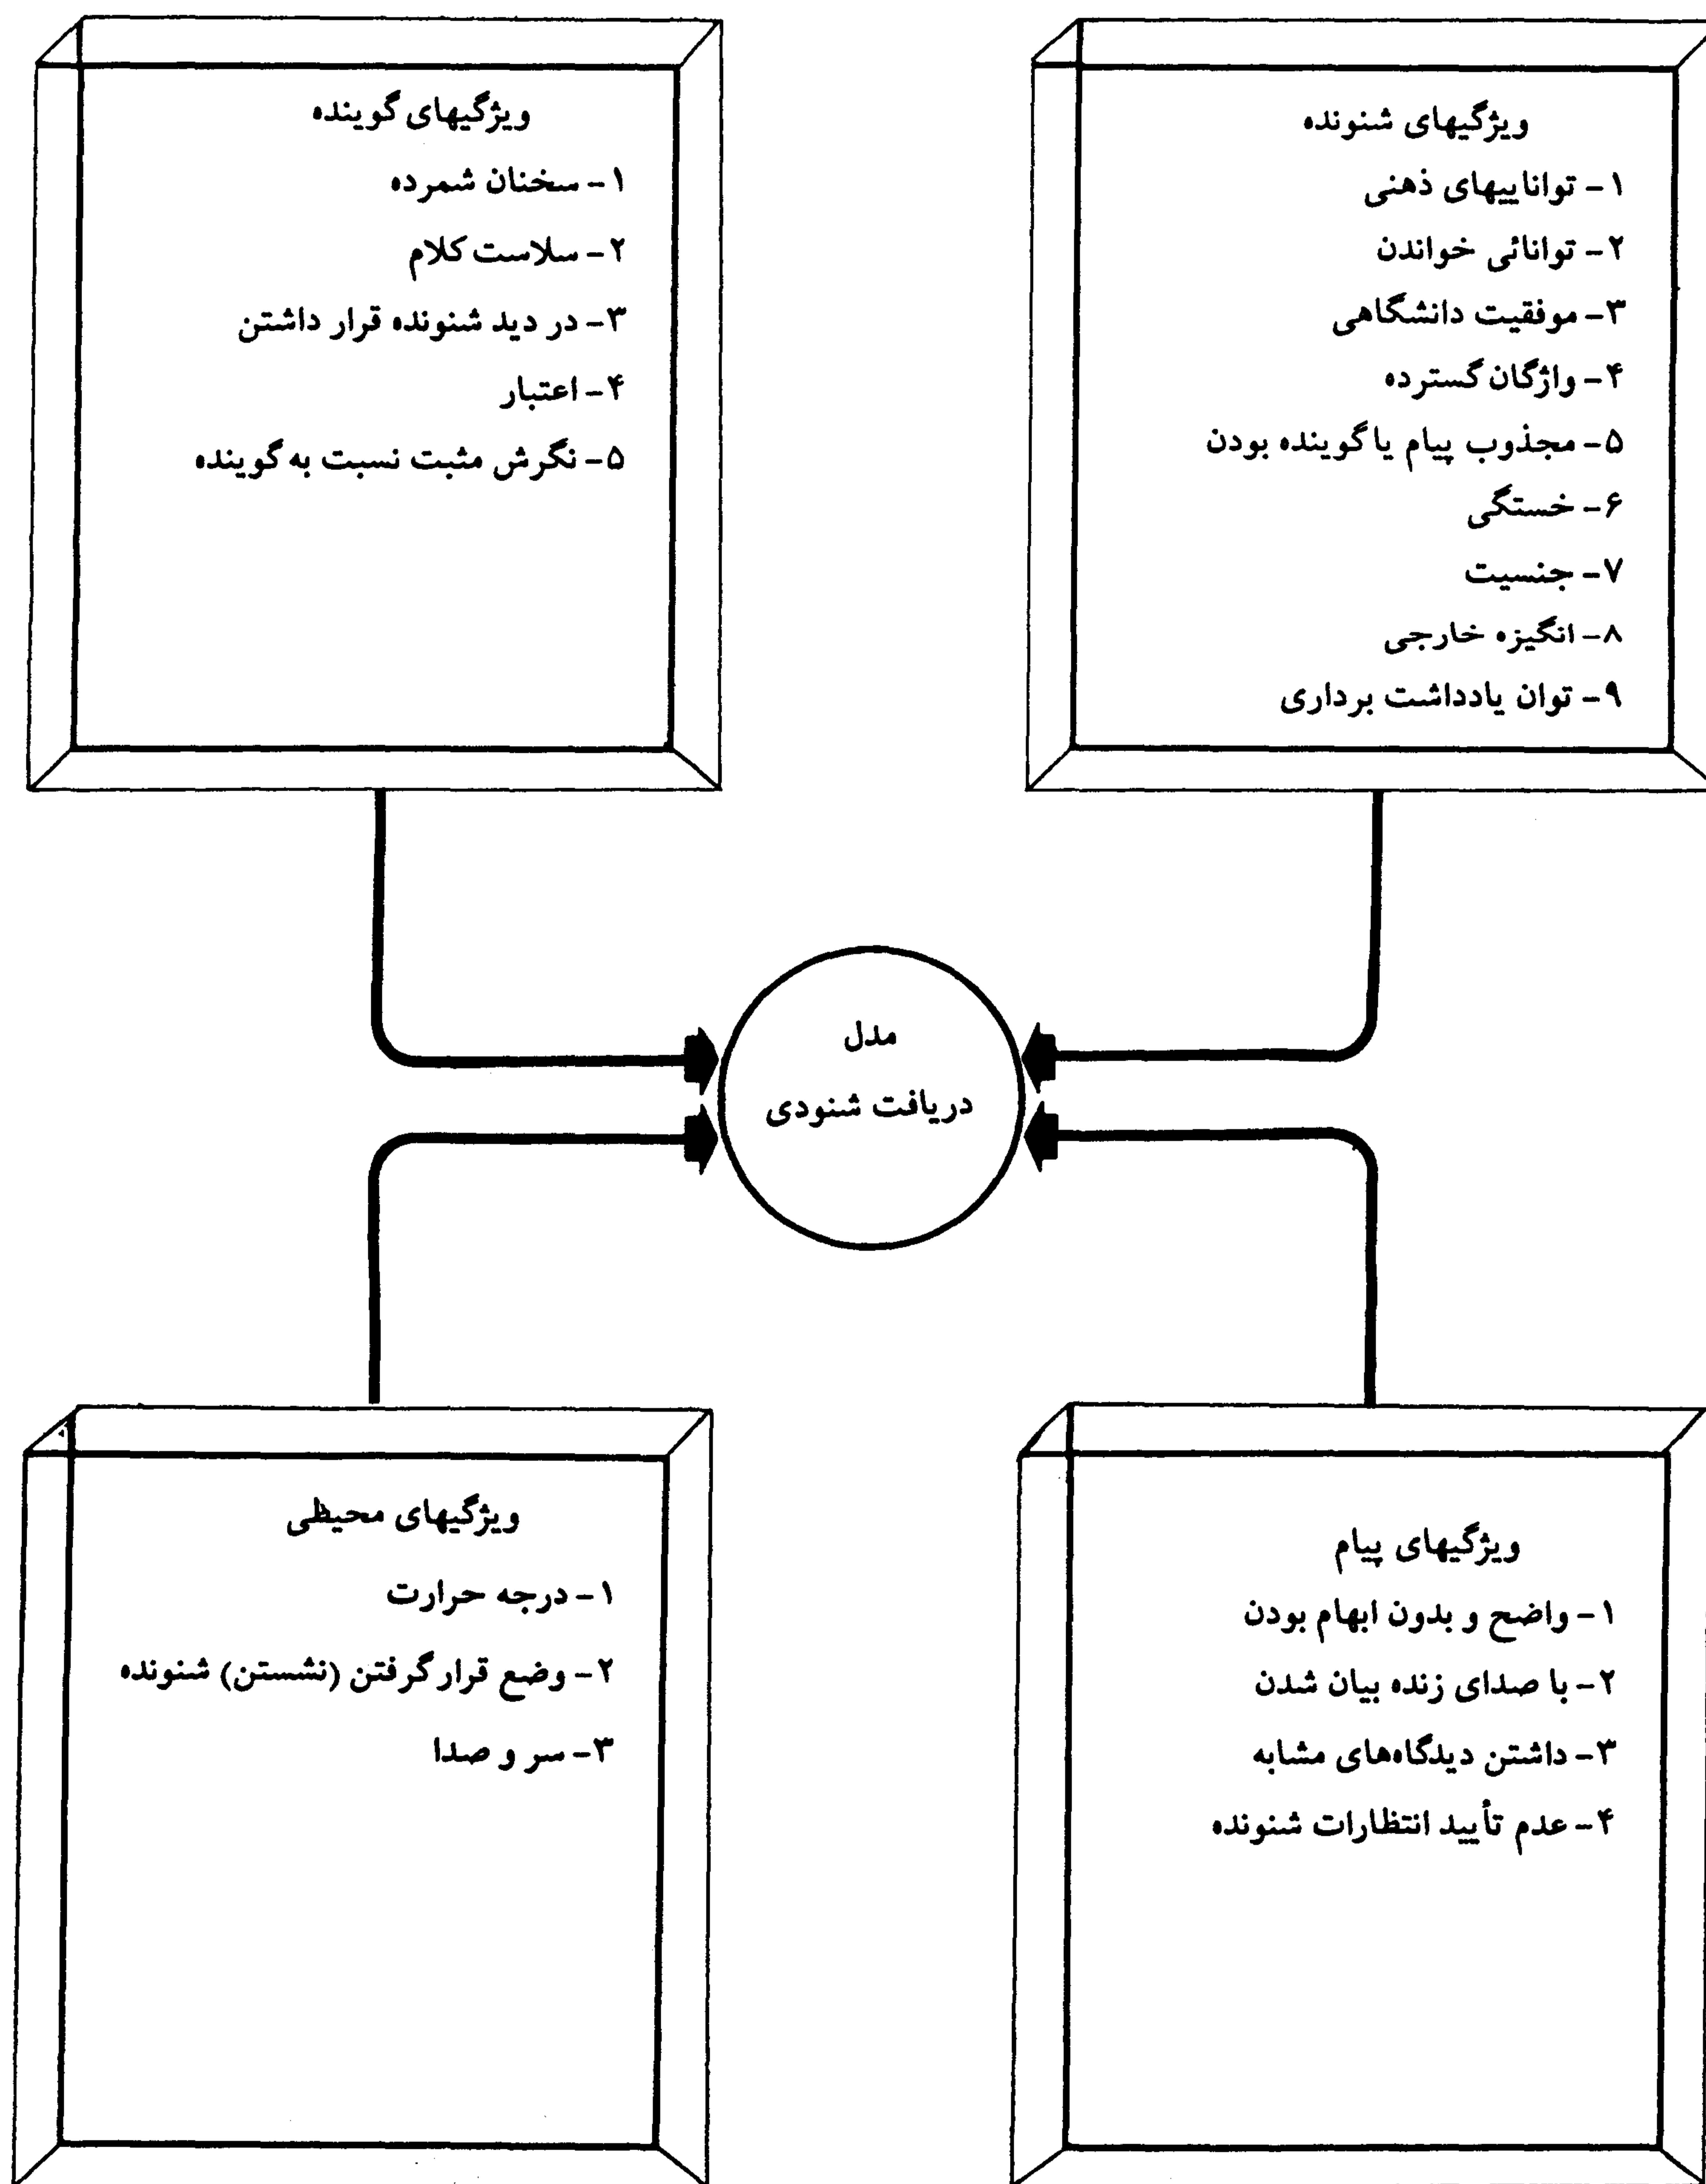 ویژگیهای شنونده
۱- تواناییهای ذهنی
۲- توانائی خواندن
۳- موفقیت دانشگاهی
۴- واژگان گسترده
۵- مجذوب پیام یا گوینده بودن
۶- خستگی
۷- جنسیت
۸- انگیزه خارجی
۹- توان یادداشت برداری
ویژگیهای گوینده
۱- سخنان شمرده
۲- سلاست کلام
۳- در دید شنونده قرار داشتن
۴- اعتبار
۵- نگرش مثبت نسبت به گوینده
مدل
دریافت شنودی
ویژگیهای پیام
۱- واضح و بدون ابهام بودن
۲- با صدای زنده بیان شدن
۳- داشتن دیدگاه‌های مشابه
۴- عدم تأیید انتظارات شنونده
ویژگیهای محیطی
۱- درجه حرارت
۲- وضع قرار گرفتن (نشستن) شنونده
۳- سر و صدا